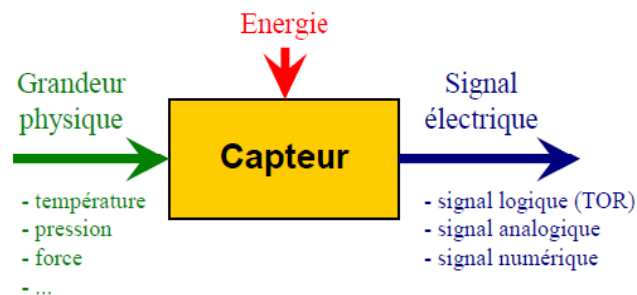 Energie
Grandeur
physique
Signal
électrique
Capteur
- température
- pression
- force
- ...
- signal logique (TOR)
- signal analogique
- signal numérique